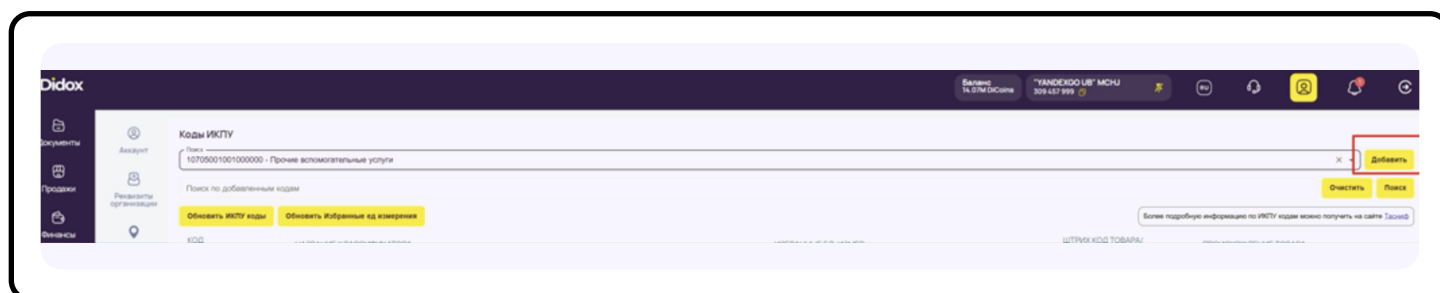 Didox
Баланс
14.07M DiCoins
"YANDEXGO UB" MCHJ
309 457 999
RU
Документы
Аккаунт
Коды ИКПУ
Поиск
10705001001000000 - Прочие вспомогательные услуги
Добавить
Продажи
Реквизиты
организации
Поиск по добавленным кодам
Очистить
Поиск
Обновить ИКПУ коды
Обновить Избранные ед измерения
Более подробную информацию по ИКПУ кодам можно получить на сайте Тасниф
Финансы
КОД
ШТРИХ КОД ТОВАРА/